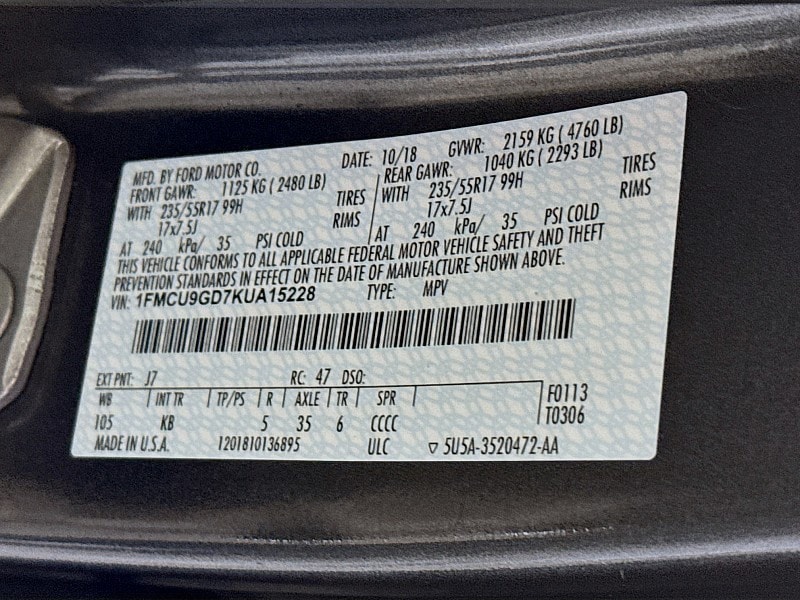 MFD. BY FORD MOTOR CO. DATE: 10/18 GVWR: 2159 KG ( 4760 LB)
FRONT GAWR: 1125 KG ( 2480 LB) REAR GAWR: 1040 KG ( 2293 LB)
WITH 235/55R17 99H TIRES WITH 235/55R17 99H TIRES
17x7.5J RIMS 17x7.5J RIMS
AT 240 kPa/ 35 PSI COLD AT 240 kPa/ 35 PSI COLD
THIS VEHICLE CONFORMS TO ALL APPLICABLE FEDERAL MOTOR VEHICLE SAFETY AND THEFT
PREVENTION STANDARDS IN EFFECT ON THE DATE OF MANUFACTURE SHOWN ABOVE.
VIN: 1FMCU9GD7KUA15228 TYPE: MPV
EXT PNT: J7 RC: 47 DSO:
WB INT TR TP/PS R AXLE TR SPR F0113
105 KB 5 35 6 CCCC T0306
MADE IN U.S.A. 1201810136895 ULC ▽ 5U5A-3520472-AA